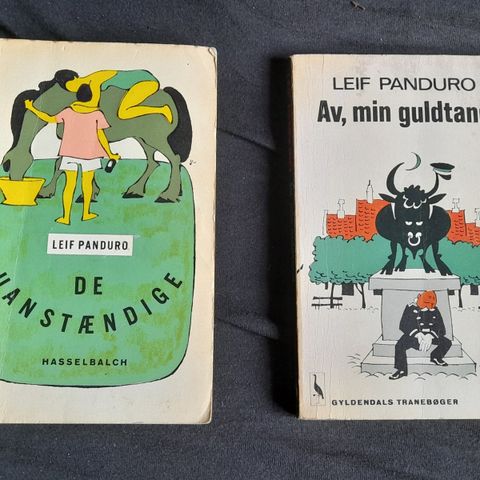 LEIF PANDURO
DE
UANSTÆNDIGE
HASSELBALCH
LEIF PANDURO
Av, min guldtand
GYLDENDALS TRANEBØGER